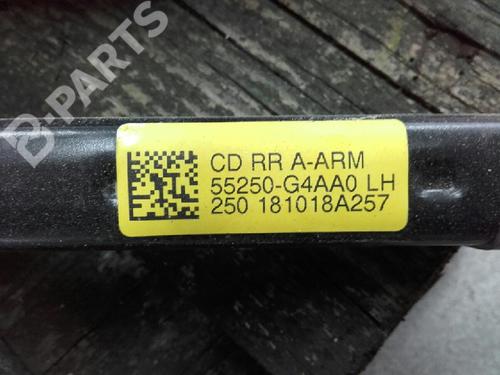 B-PARTS
CD RR A-ARM
55250-G4AA0 LH
250 181018A257